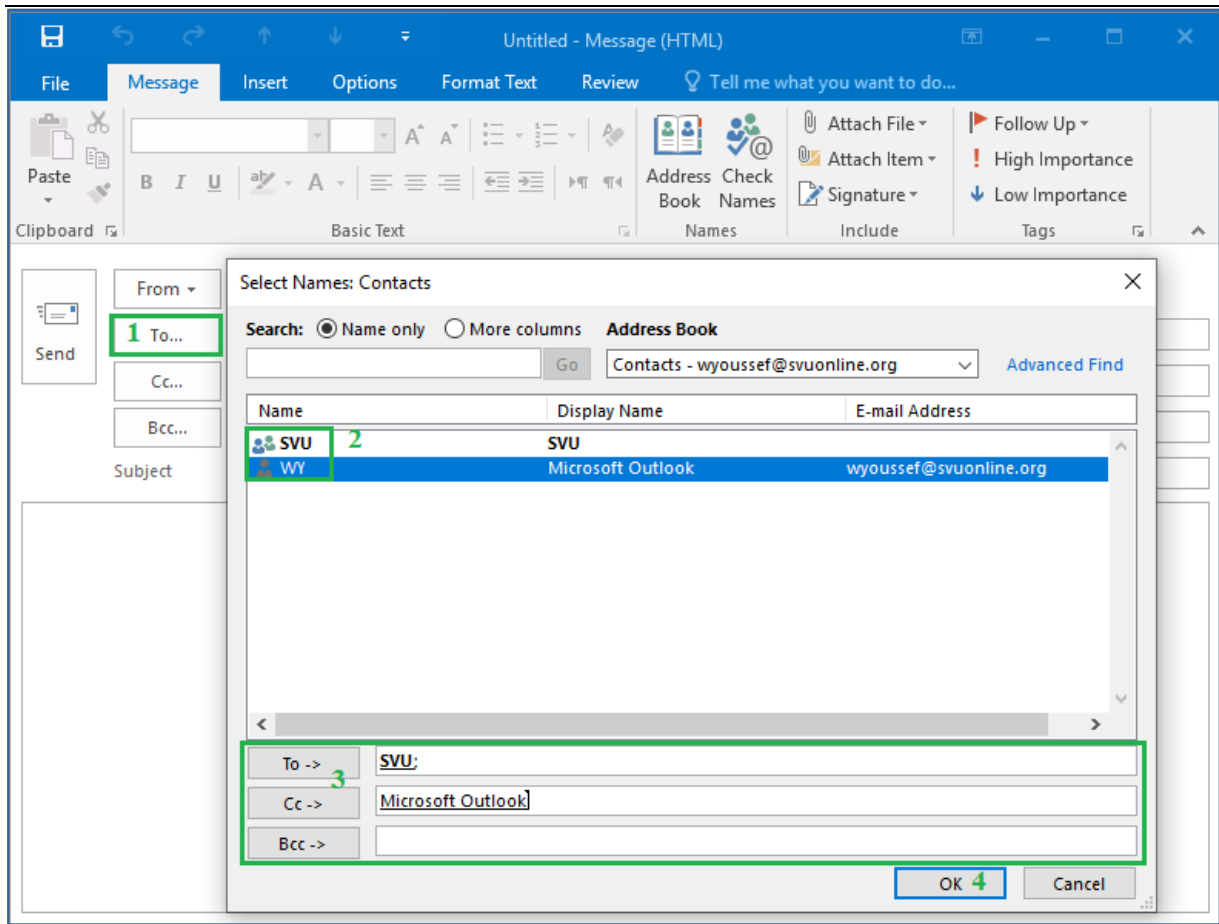 Untitled - Message (HTML)
File Message Insert Options Format Text Review Tell me what you want to do...
Attach File Follow Up
Attach Item High Importance
Paste Address Check
B I U aby A Book Names Signature Low Importance
Clipboard Basic Text Names Include Tags
From
1 To...
Send
Cc...
Bcc...
Subject
Select Names: Contacts
Search: Name only More columns Address Book
Go Contacts - wyoussef@svuonline.org Advanced Find
Name Display Name E-mail Address
SVU 2 SVU
WY Microsoft Outlook wyoussef@svuonline.org
To -> SVU;
3
Cc -> Microsoft Outlook
Bcc ->
OK 4 Cancel